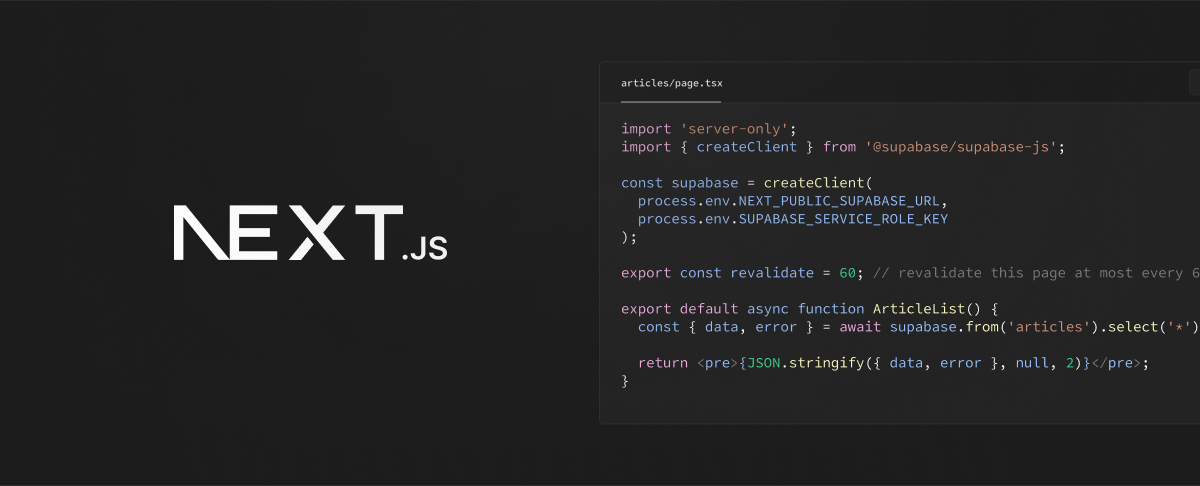 NEXT.JS
articles/page.tsx
import 'server-only';
import { createClient } from '@supabase/supabase-js';
const supabase = createClient(
process.env.NEXT_PUBLIC_SUPABASE_URL,
process.env.SUPABASE_SERVICE_ROLE_KEY
);
export const revalidate = 60; // revalidate this page at most every 6
export default async function ArticleList() {
const { data, error } = await supabase.from('articles').select('*')
return <pre>{JSON.stringify({ data, error }, null, 2)}</pre>;
}